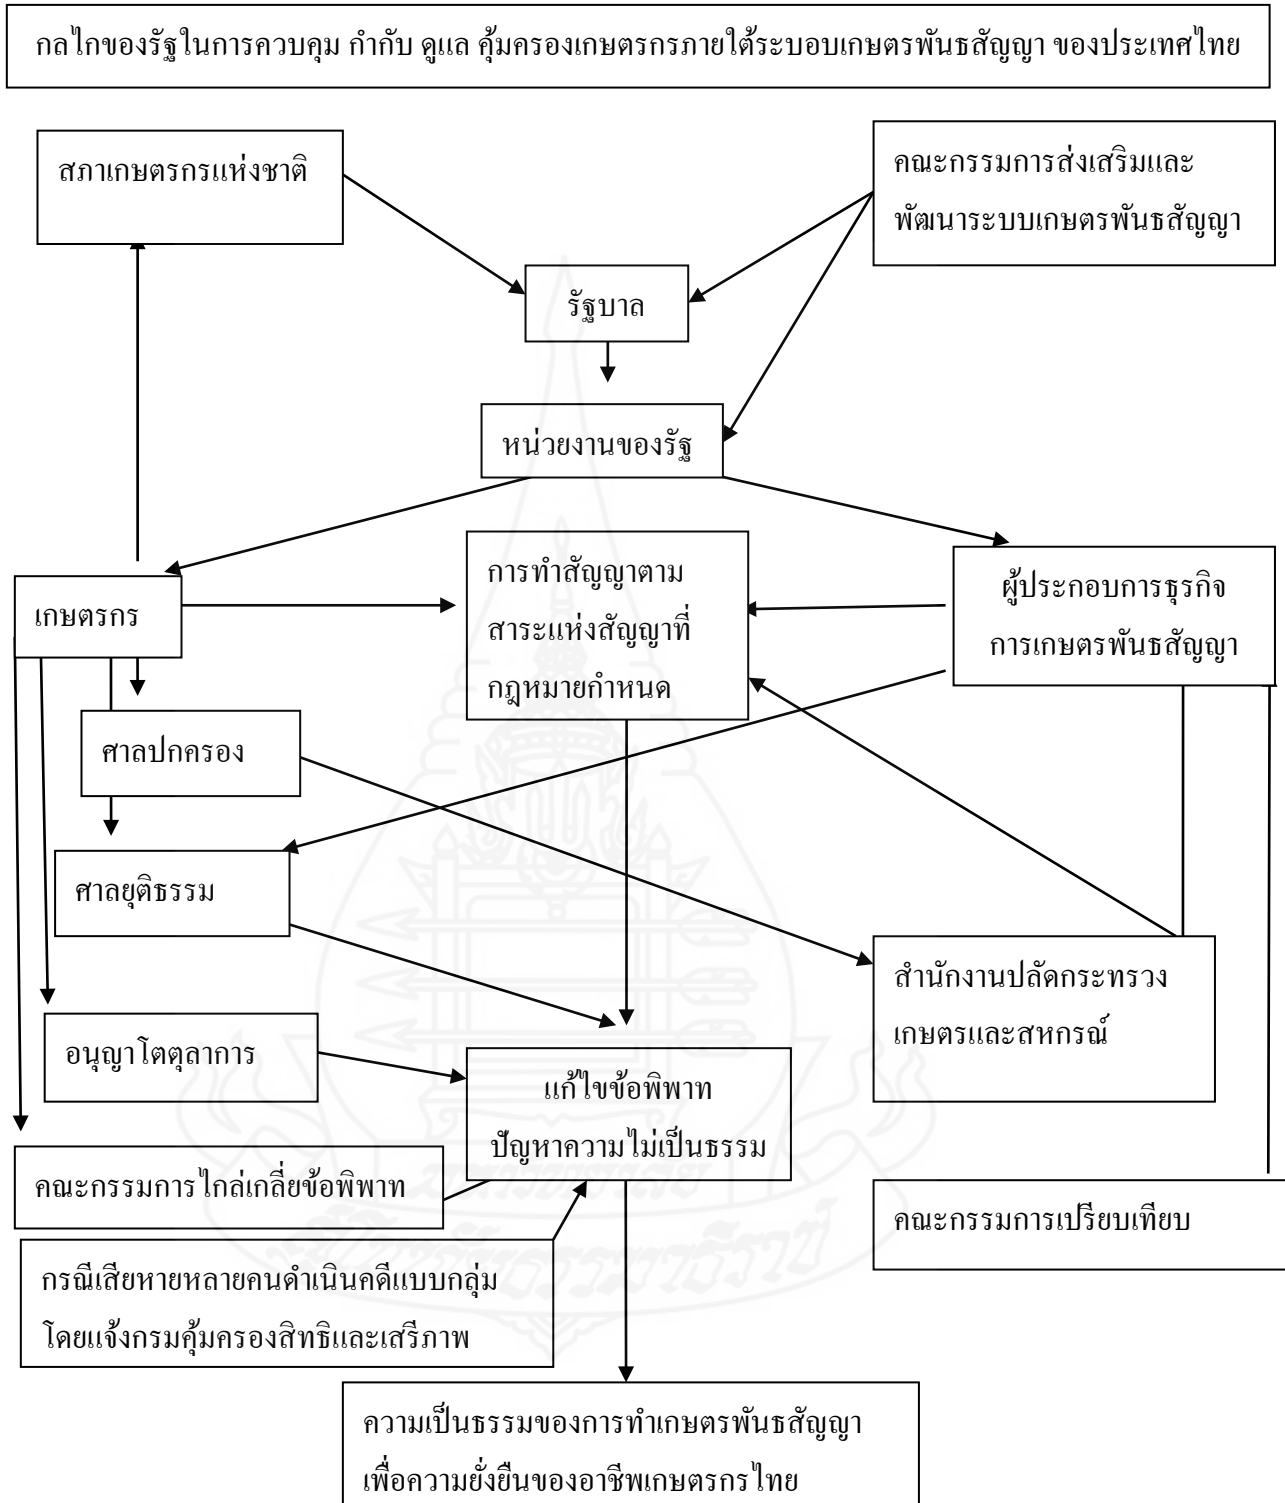 กลไกของรัฐในการควบคุม กำกับ ดูแล คุ้มครองเกษตรกรภายใต้ระบอบเกษตรพันธสัญญา ของประเทศไทย
สภาเกษตรกรแห่งชาติ
คณะกรรมการส่งเสริมและ
พัฒนาระบบเกษตรพันธสัญญา
รัฐบาล
หน่วยงานของรัฐ
เกษตรกร
การทำสัญญาตาม
สาระแห่งสัญญาที่
กฎหมายกำหนด
ผู้ประกอบการธุรกิจ
การเกษตรพันธสัญญา
ศาลปกครอง
ศาลยุติธรรม
สำนักงานปลัดกระทรวง
เกษตรและสหกรณ์
อนุญาโตตุลาการ
แก้ไขข้อพิพาท
ปัญหาความไม่เป็นธรรม
คณะกรรมการไกล่เกลี่ยข้อพิพาท
คณะกรรมการเปรียบเทียบ
กรณีเสียหายหลายคนดำเนินคดีแบบกลุ่ม
โดยแจ้งกรมคุ้มครองสิทธิและเสรีภาพ
ความเป็นธรรมของการทำเกษตรพันธสัญญา
เพื่อความยั่งยืนของอาชีพเกษตรกรไทย